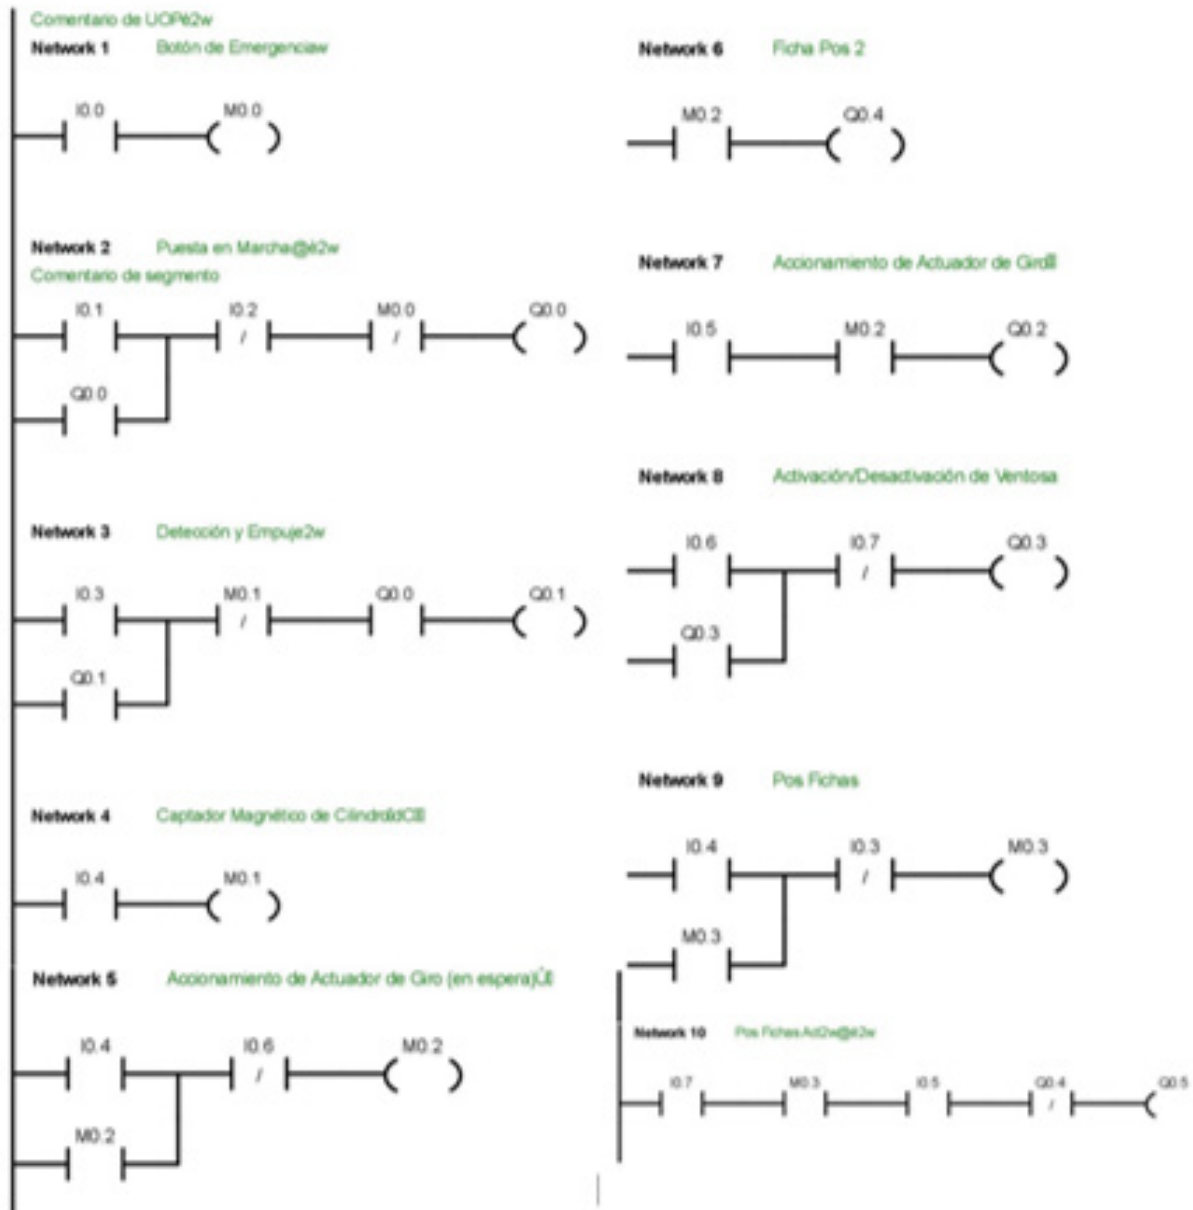 Comentario de UOPè2w
Network 1 Botón de Emergenciaw
I0.0 M0.0
Network 2 Puesta en Marcha@è2w
Comentario de segmento
I0.1 I0.2 M0.0 Q0.0
/ /
Q0.0
Network 3 Detección y Empuje2w
I0.3 M0.1 Q0.0 Q0.1
/
Q0.1
Network 4 Captador Magnético de
I0.4 M0.1
Network 5 Accionamiento de Actuador de Giro (en espera)
I0.4 I0.6 M0.2
/
M0.2
Network 6 Ficha Pos 2
M0.2 Q0.4
Network 7 Accionamiento de Actuador de
I0.5 M0.2 Q0.2
Network 8 Activación/Desactivación de Ventosa
I0.6 I0.7 Q0.3
/
Q0.3
Network 9 Pos Fichas
I0.4 I0.3 M0.3
/
M0.3
Network 10 Pos Fichas
I0.7 M0.3 I0.5 Q0.4 Q0.5
/